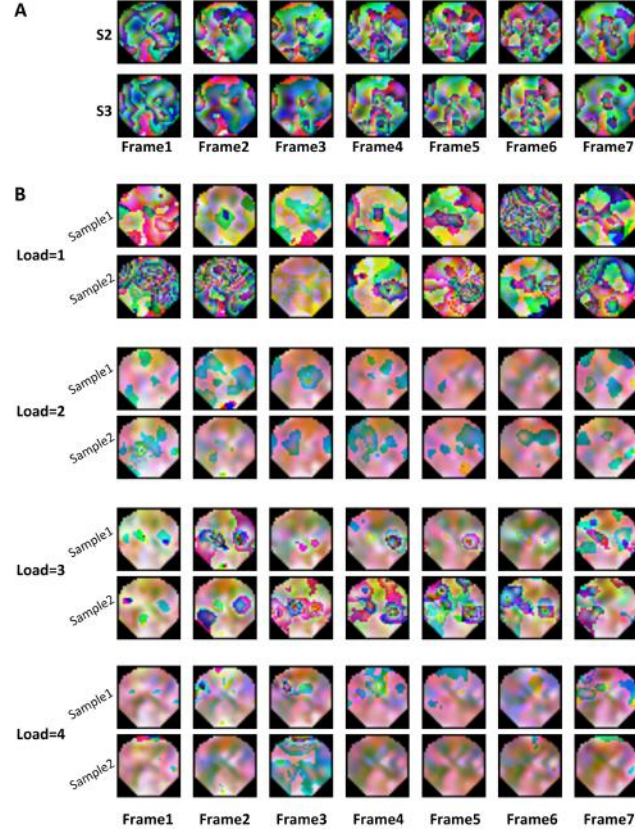 A
S2
S3
Frame1 Frame2 Frame3 Frame4 Frame5 Frame6 Frame7
B
Load=1
Sample1
Sample2
Load=2
Sample1
Sample2
Load=3
Sample1
Sample2
Load=4
Sample1
Sample2
Frame1 Frame2 Frame3 Frame4 Frame5 Frame6 Frame7